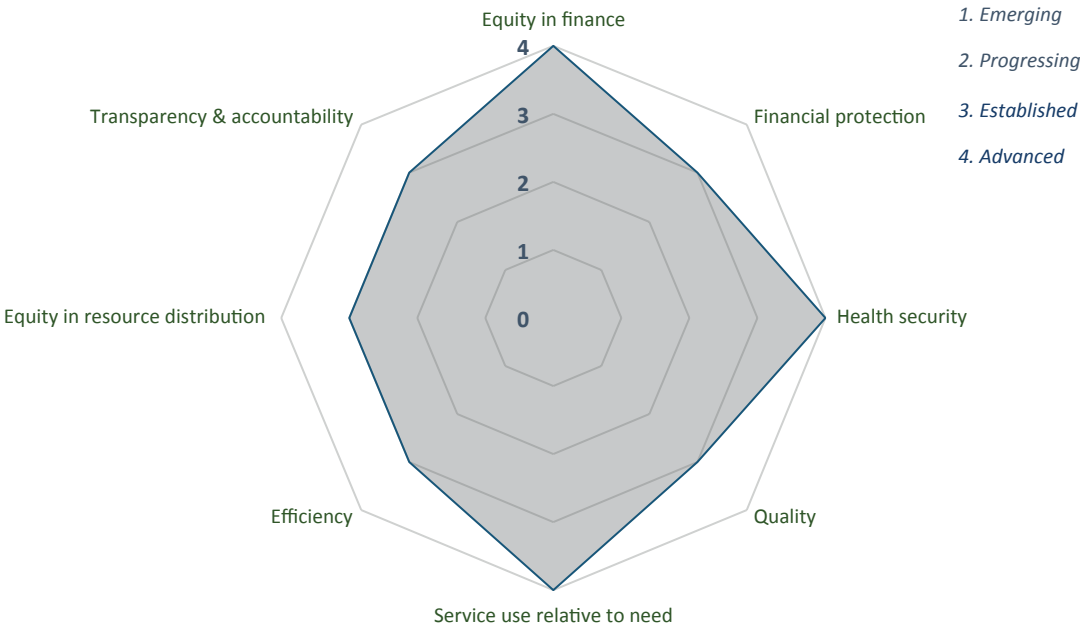 Equity in finance
1. Emerging
2. Progressing
3. Established
4. Advanced
4
3
2
1
0
Transparency & accountability
Financial protection
Equity in resource distribution
Health security
Efficiency
Quality
Service use relative to need